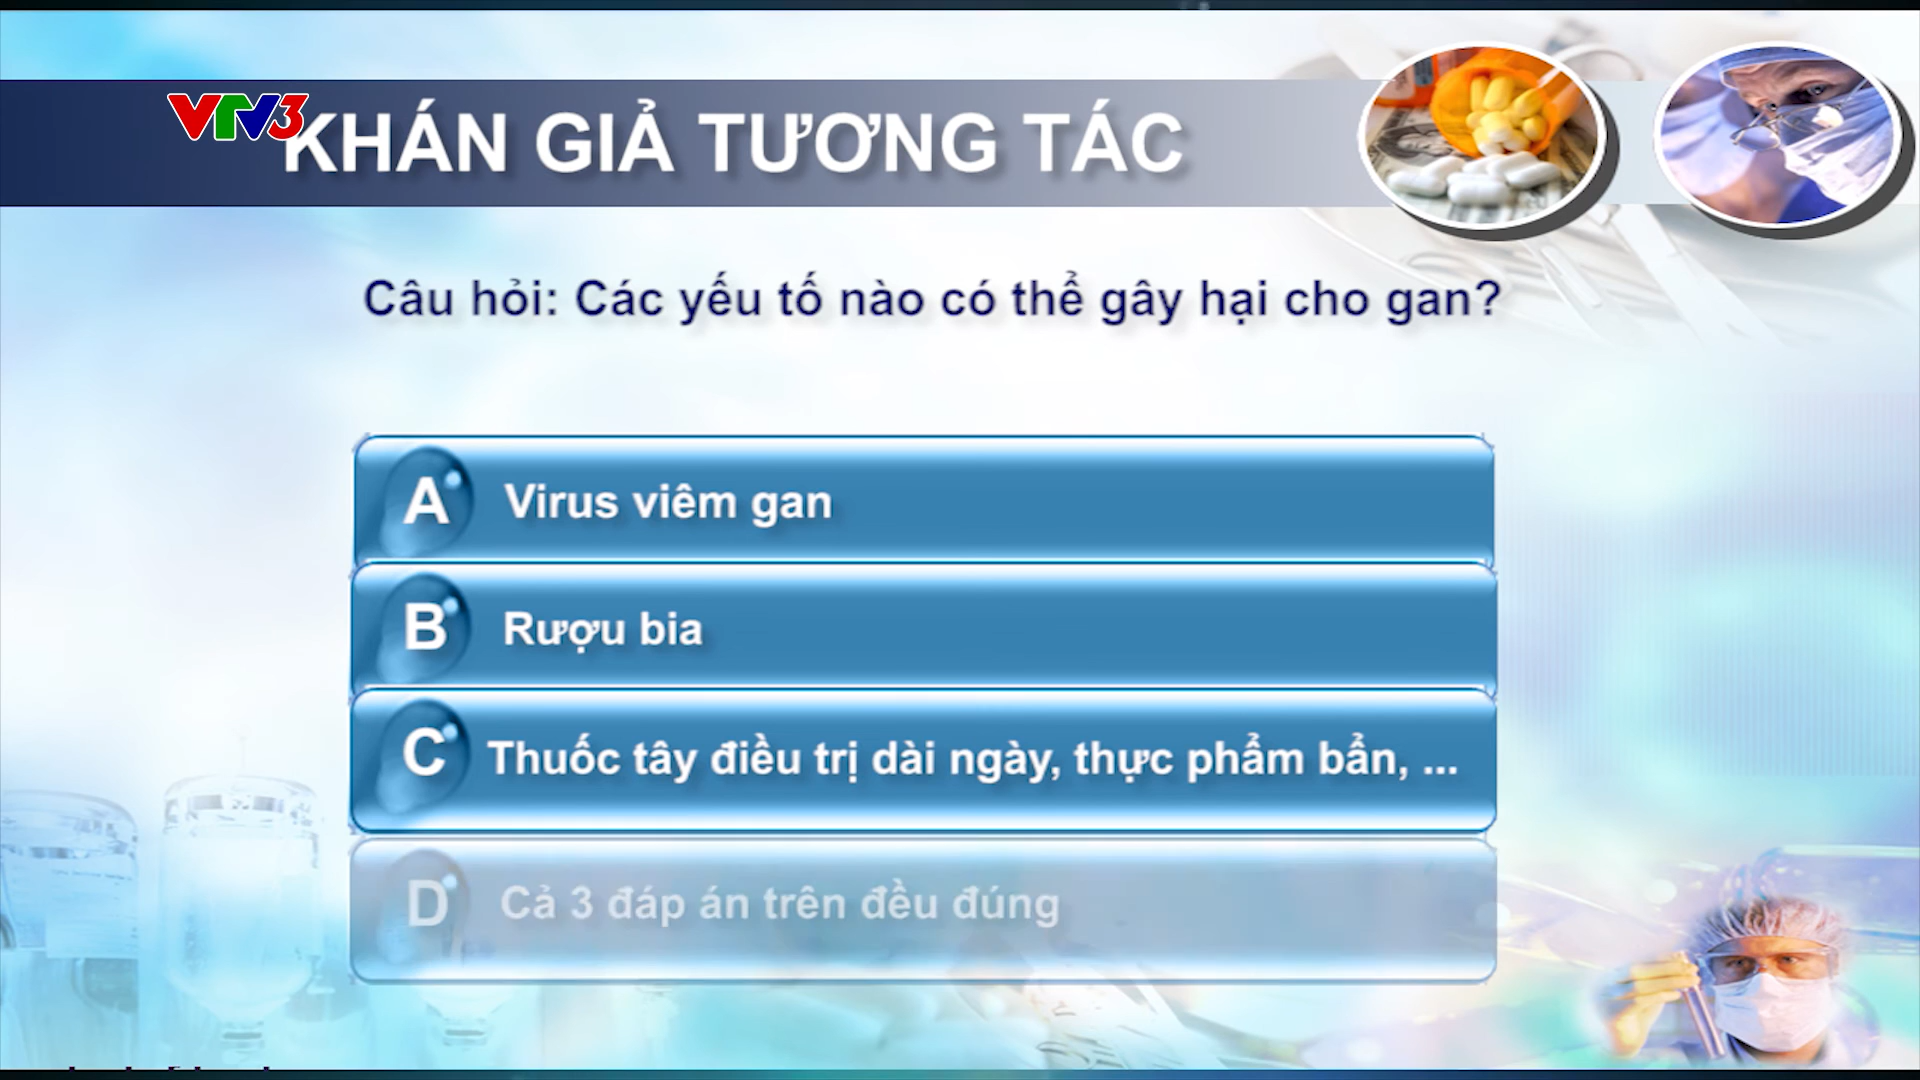 VTV3
KHÁN GIẢ TƯƠNG TÁC
Câu hỏi: Các yếu tố nào có thể gây hại cho gan?
A Virus viêm gan
B Rượu bia
C Thuốc tây điều trị dài ngày, thực phẩm bẩn, ...
D Cả 3 đáp án trên đều đúng